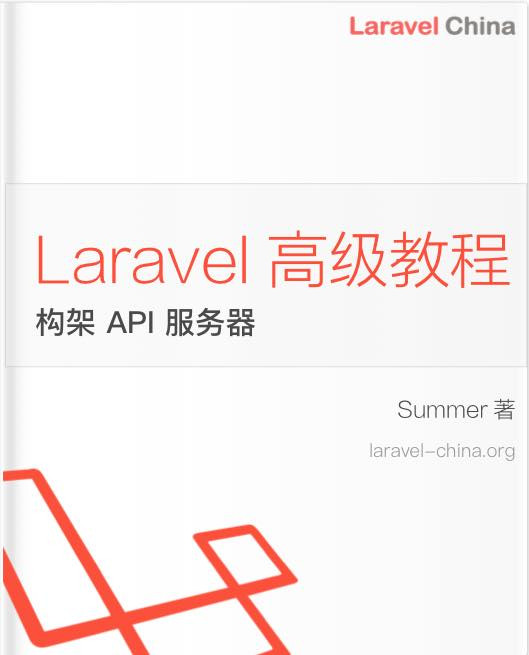 Laravel China
Laravel 高级教程
构架 API 服务器
Summer 著
laravel-china.org